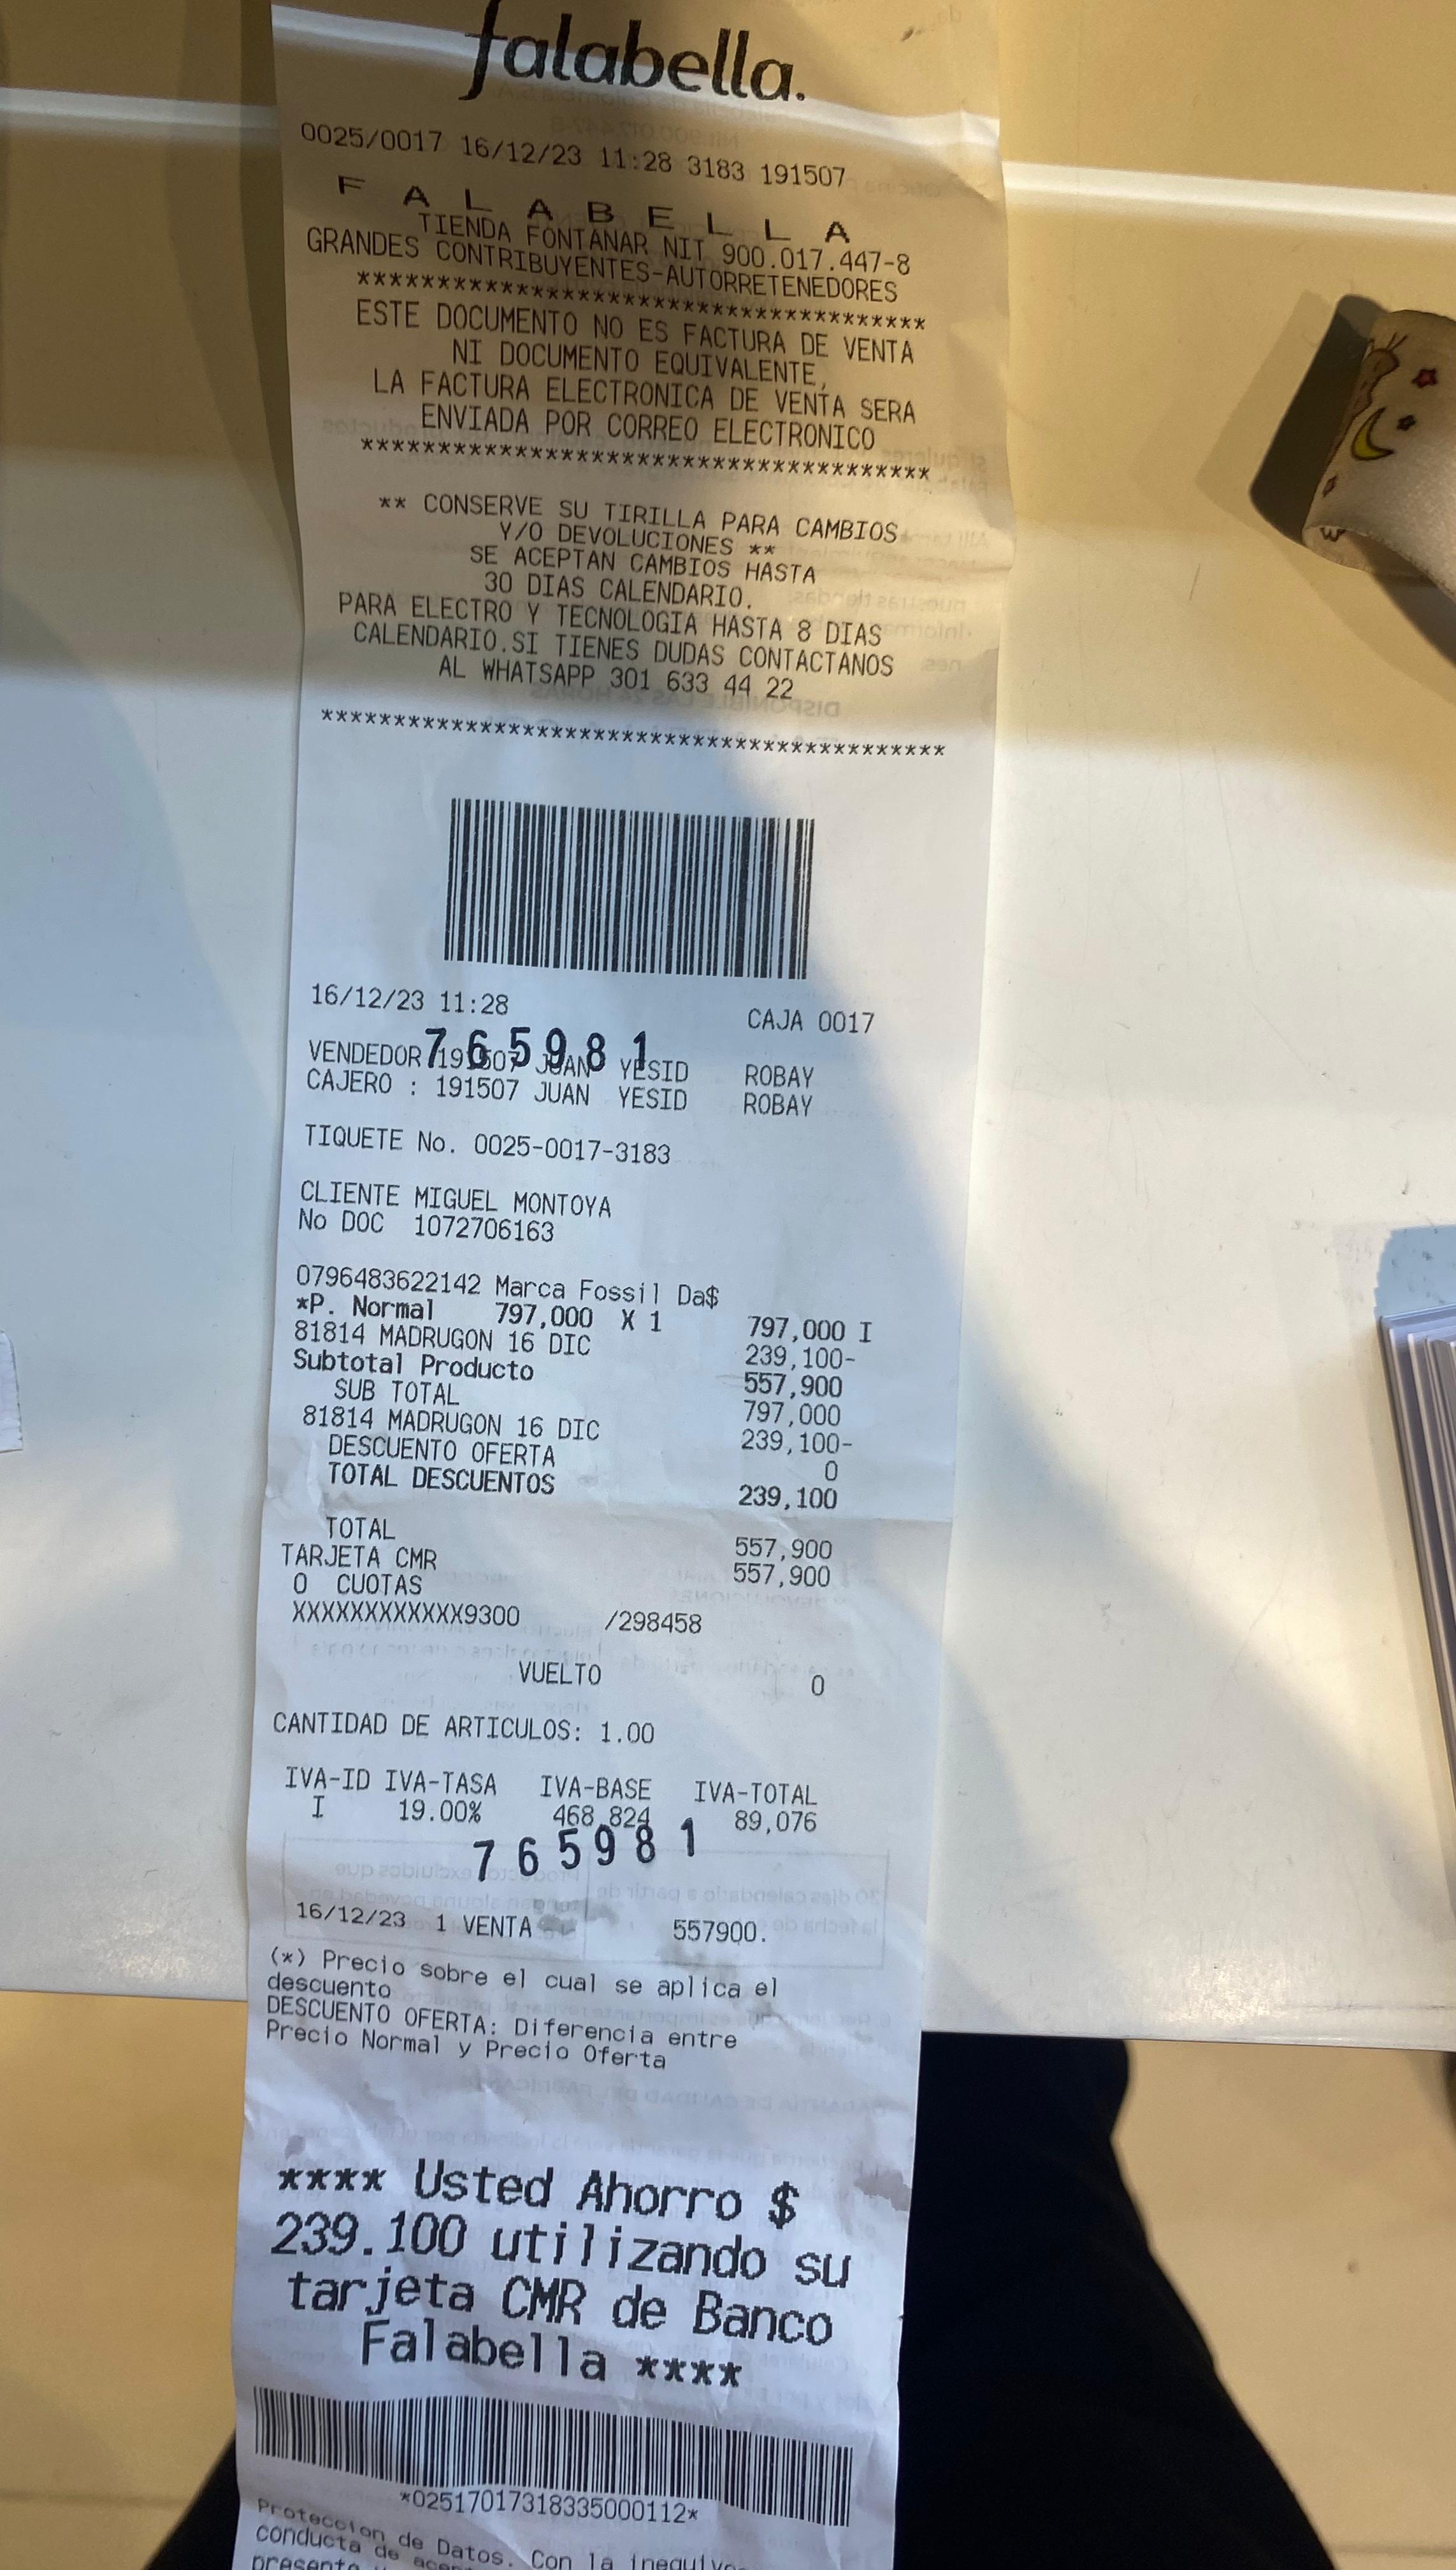 falabella.
0025/0017 16/12/23 11:28 3183 191507
F A L A B E L L A
TIENDA FONTANAR NIT 900.017.447-8
GRANDES CONTRIBUYENTES-AUTORRETENEDORES
***************************************
ESTE DOCUMENTO NO ES FACTURA DE VENTA
NI DOCUMENTO EQUIVALENTE,
LA FACTURA ELECTRONICA DE VENTA SERA
ENVIADA POR CORREO ELECTRONICO
***************************************
** CONSERVE SU TIRILLA PARA CAMBIOS
Y/O DEVOLUCIONES **
SE ACEPTAN CAMBIOS HASTA
30 DIAS CALENDARIO.
PARA ELECTRO Y TECNOLOGIA HASTA 8 DIAS
CALENDARIO.SI TIENES DUDAS CONTACTANOS
AL WHATSAPP 301 633 44 22
*******************************************
16/12/23 11:28 CAJA 0017
765981
VENDEDOR 191507 JUAN YESID ROBAY
CAJERO : 191507 JUAN YESID ROBAY
TIQUETE No. 0025-0017-3183
CLIENTE MIGUEL MONTOYA
No DOC 1072706163
0796483622142 Marca Fossil Da$
*P. Normal 797,000 X 1 797,000 I
81814 MADRUGON 16 DIC 239,100-
Subtotal Producto 557,900
SUB TOTAL 797,000
81814 MADRUGON 16 DIC 239,100-
DESCUENTO OFERTA 0
TOTAL DESCUENTOS 239,100
TOTAL 557,900
TARJETA CMR 557,900
0 CUOTAS
XXXXXXXXXXXX9300 /298458
VUELTO 0
CANTIDAD DE ARTICULOS: 1.00
IVA-ID IVA-TASA IVA-BASE IVA-TOTAL
I 19.00% 468,824 89,076
765981
16/12/23 1 VENTA 557900.
(*) Precio sobre el cual se aplica el
descuento
DESCUENTO OFERTA: Diferencia entre
Precio Normal y Precio Oferta
**** Usted Ahorro $
239.100 utilizando su
tarjeta CMR de Banco
Falabella ****
*02517017318335000112*
Proteccion de Datos. Con la
conducta de